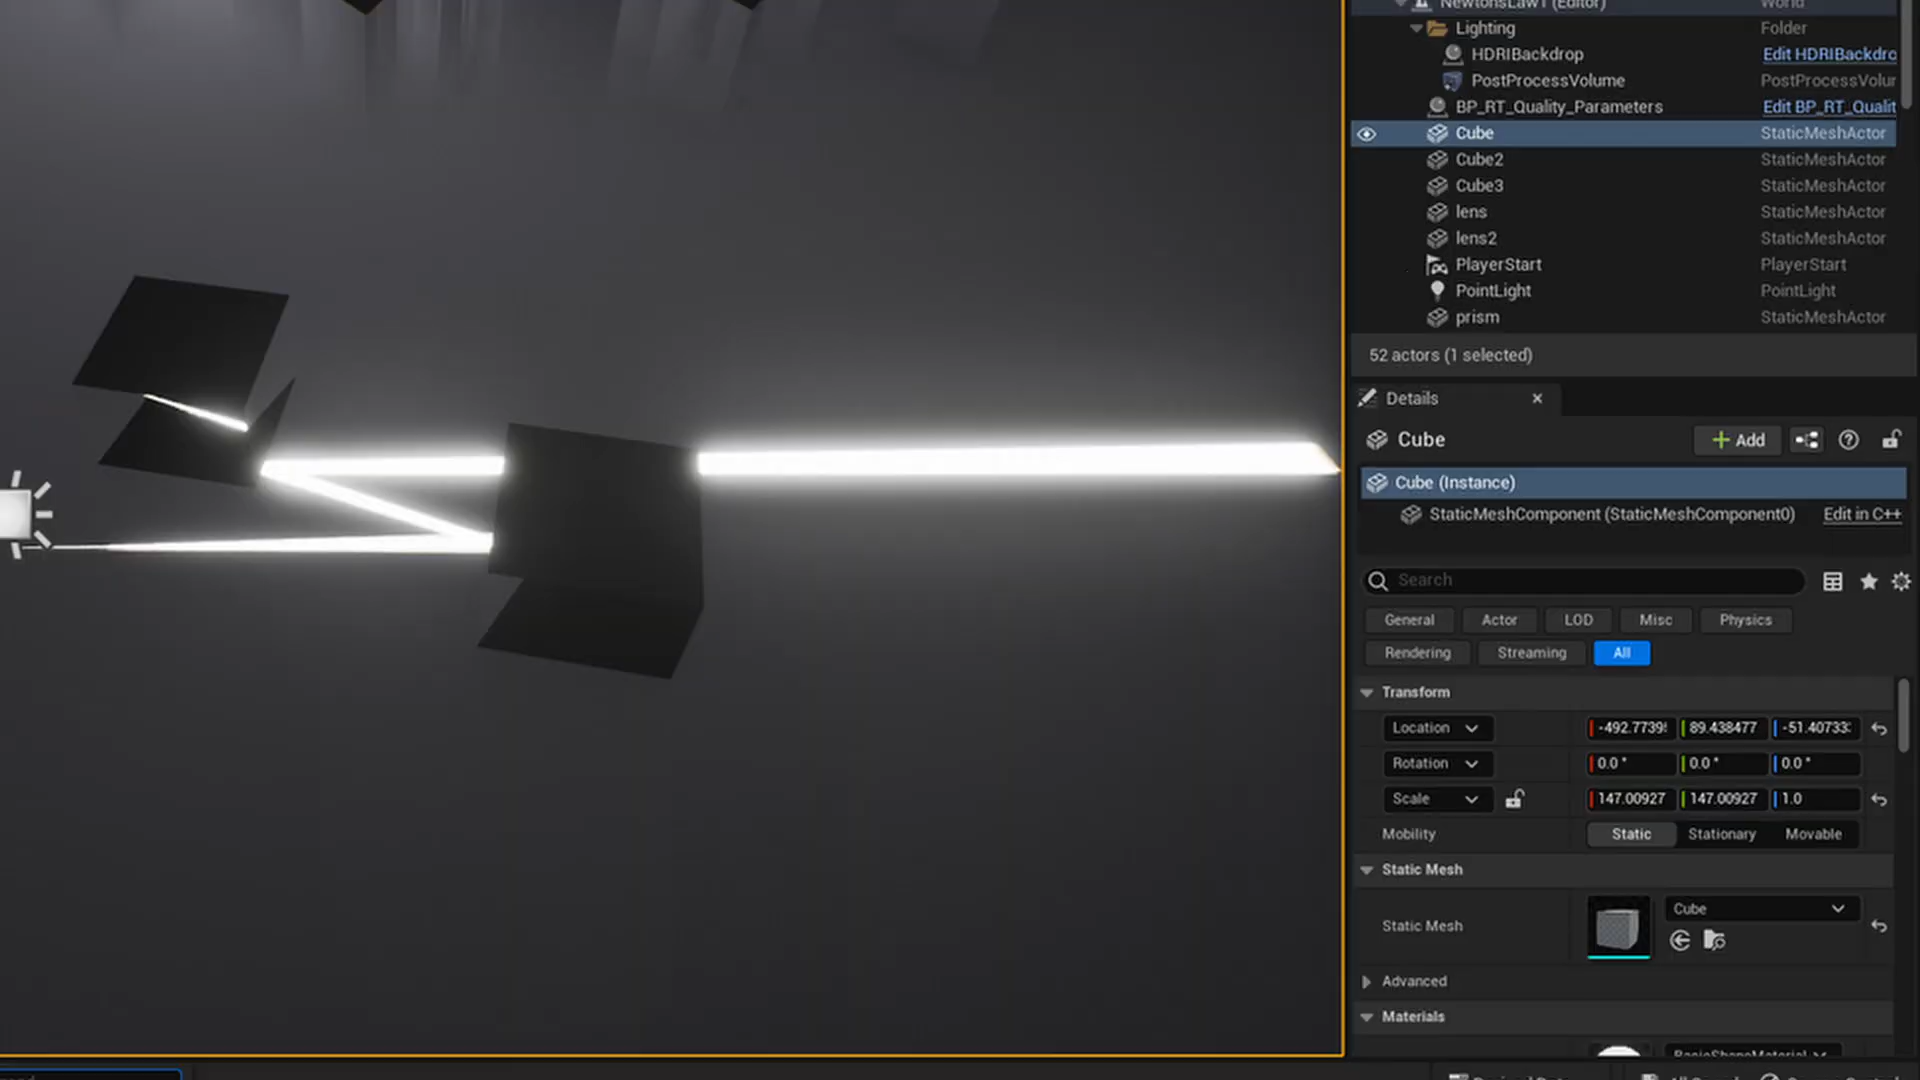 NewtonsLaw1 (Editor) World
Lighting Folder
HDRIBackdrop Edit HDRIBackdro
PostProcessVolume PostProcessVolur
BP_RT_Quality_Parameters Edit BP_RT_Qualit
Cube StaticMeshActor
Cube2 StaticMeshActor
Cube3 StaticMeshActor
lens StaticMeshActor
lens2 StaticMeshActor
PlayerStart PlayerStart
PointLight PointLight
prism StaticMeshActor
52 actors (1 selected)
Details
Cube Add
Cube (Instance)
StaticMeshComponent (StaticMeshComponent0) Edit in C++
Search
General Actor LOD Misc Physics
Rendering Streaming All
Transform
Location -492.7739 89.438477 -51.40733
Rotation 0.0 ° 0.0 ° 0.0 °
Scale 147.00927 147.00927 1.0
Mobility Static Stationary Movable
Static Mesh
Static Mesh Cube
Advanced
Materials
BasicShapeMaterial